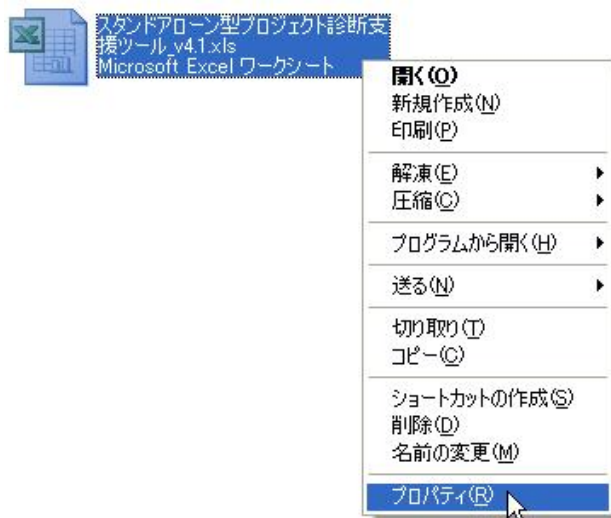 スタンドアローン型プロジェクト診断支
援ツール_v4.1.xls
Microsoft Excel ワークシート
開く(O)
新規作成(N)
印刷(P)
解凍(E)
圧縮(C)
プログラムから開く(H)
送る(N)
切り取り(T)
コピー(C)
ショートカットの作成(S)
削除(D)
名前の変更(M)
プロパティ(R)